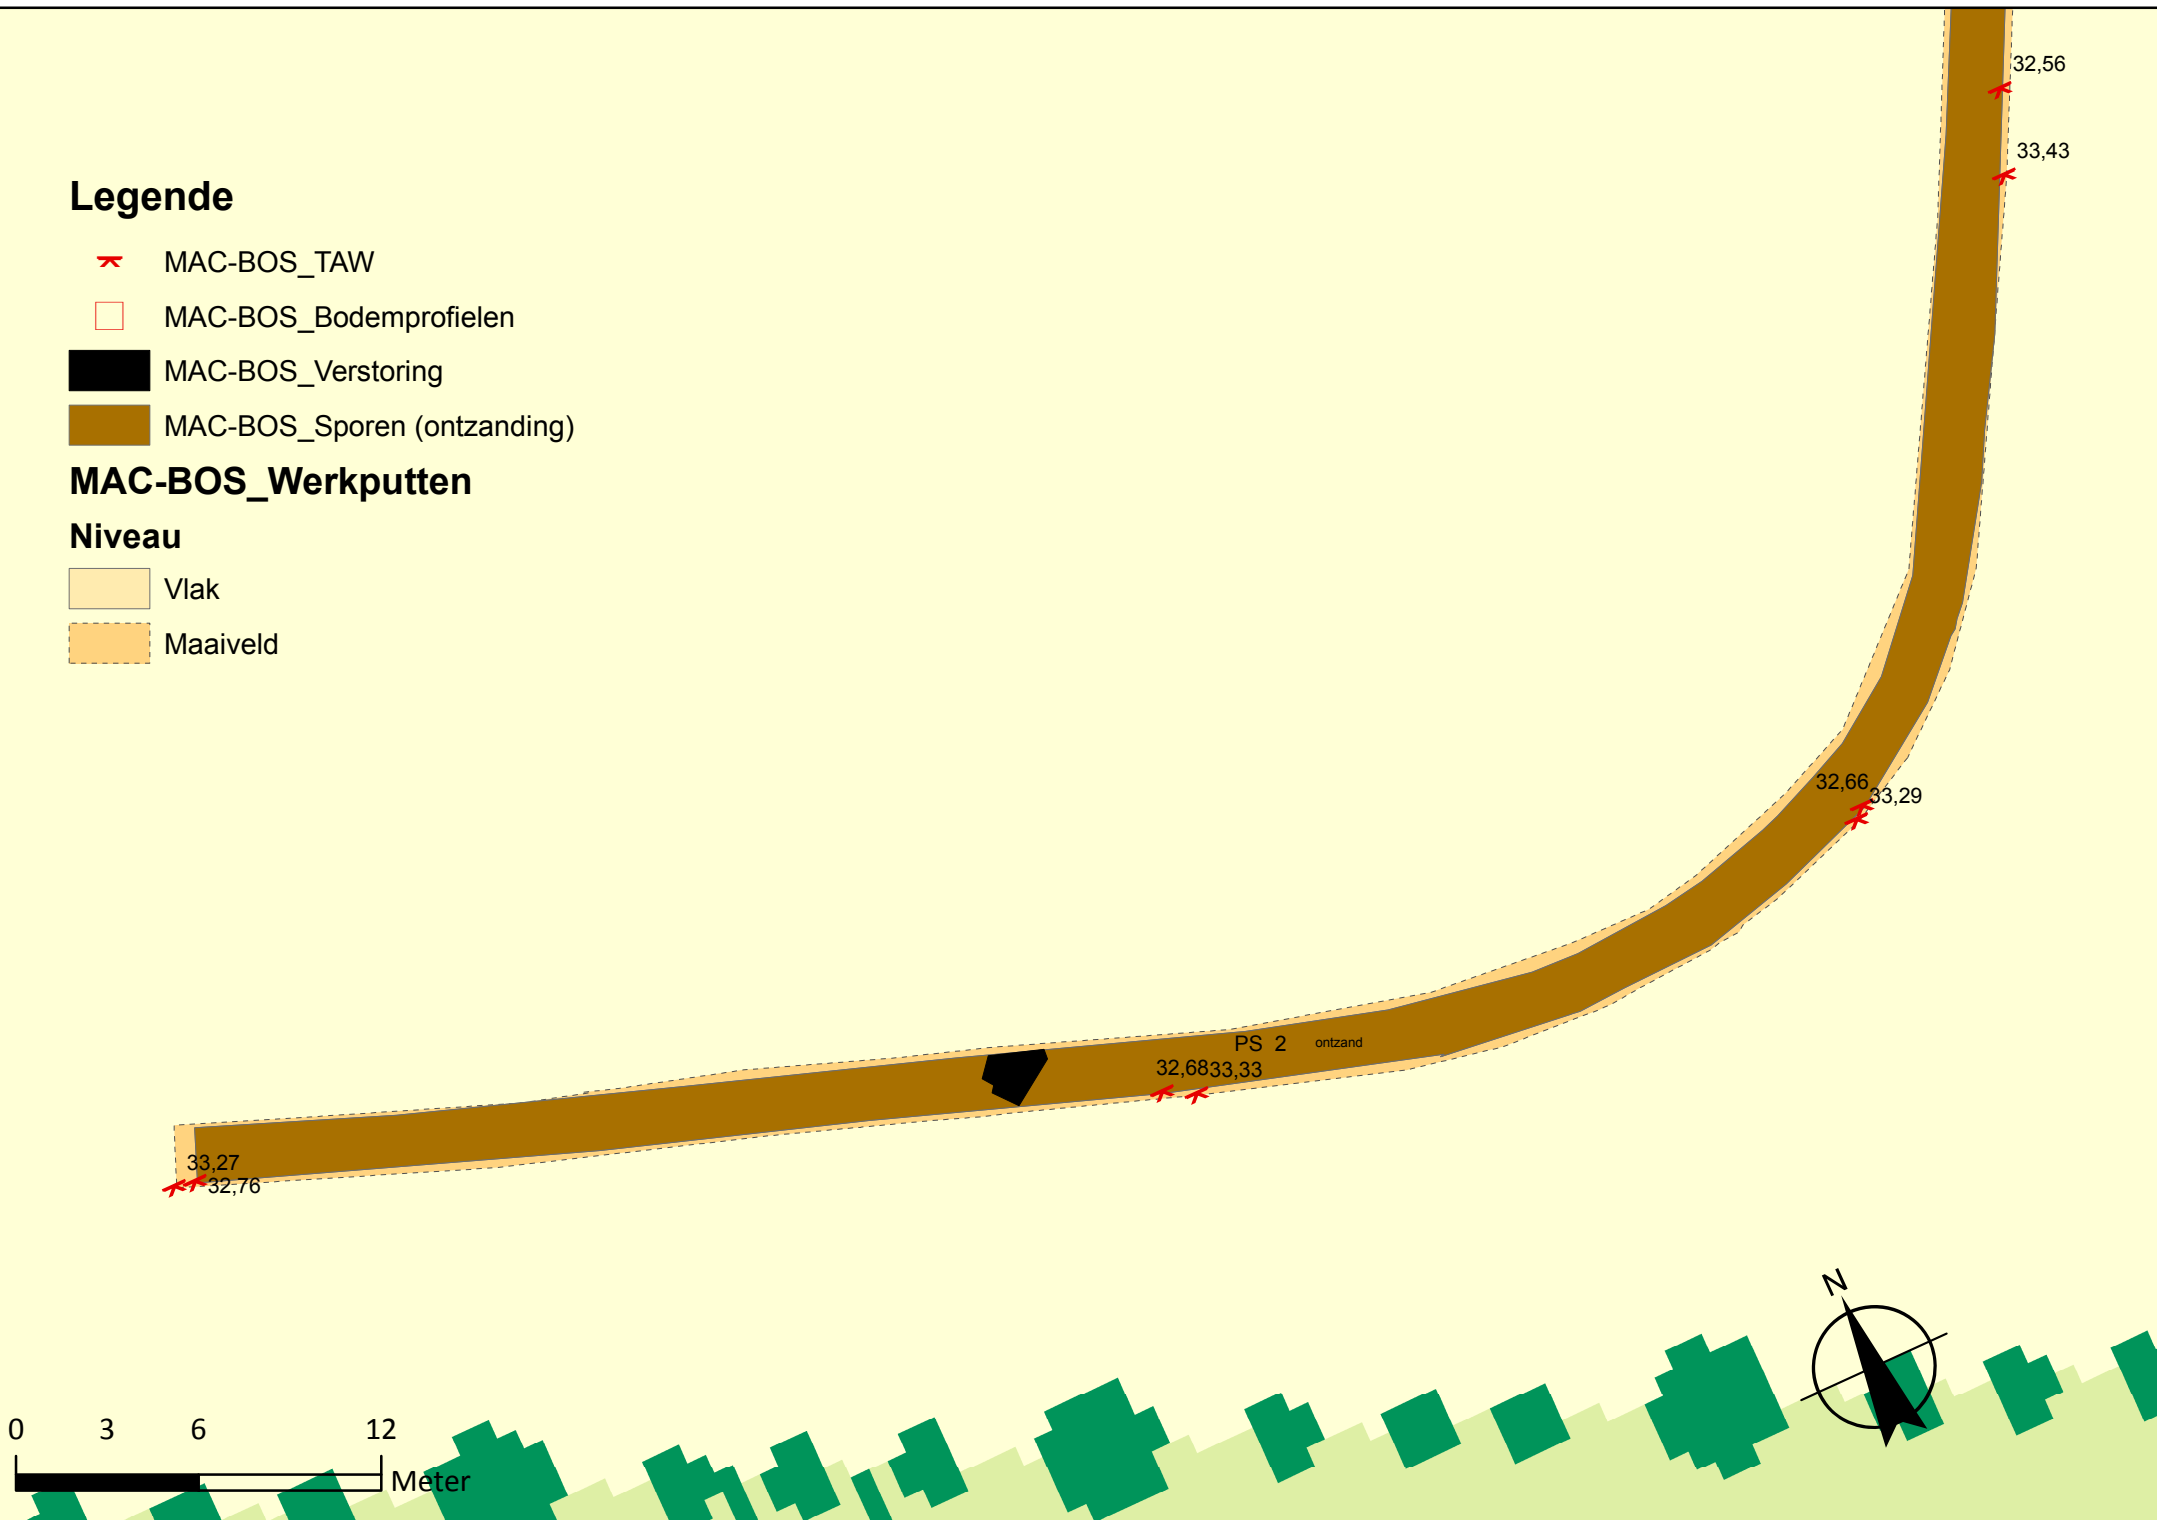 32,56
33,43
Legende
MAC-BOS_TAW
MAC-BOS_Bodemprofielen
MAC-BOS_Verstoring
MAC-BOS_Sporen (ontzanding)
MAC-BOS_Werkputten
Niveau
Vlak
Maaiveld
32,66
33,29
PS 2 ontzand
32,68 33,33
33,27
32,76
N
0 3 6 12
Meter